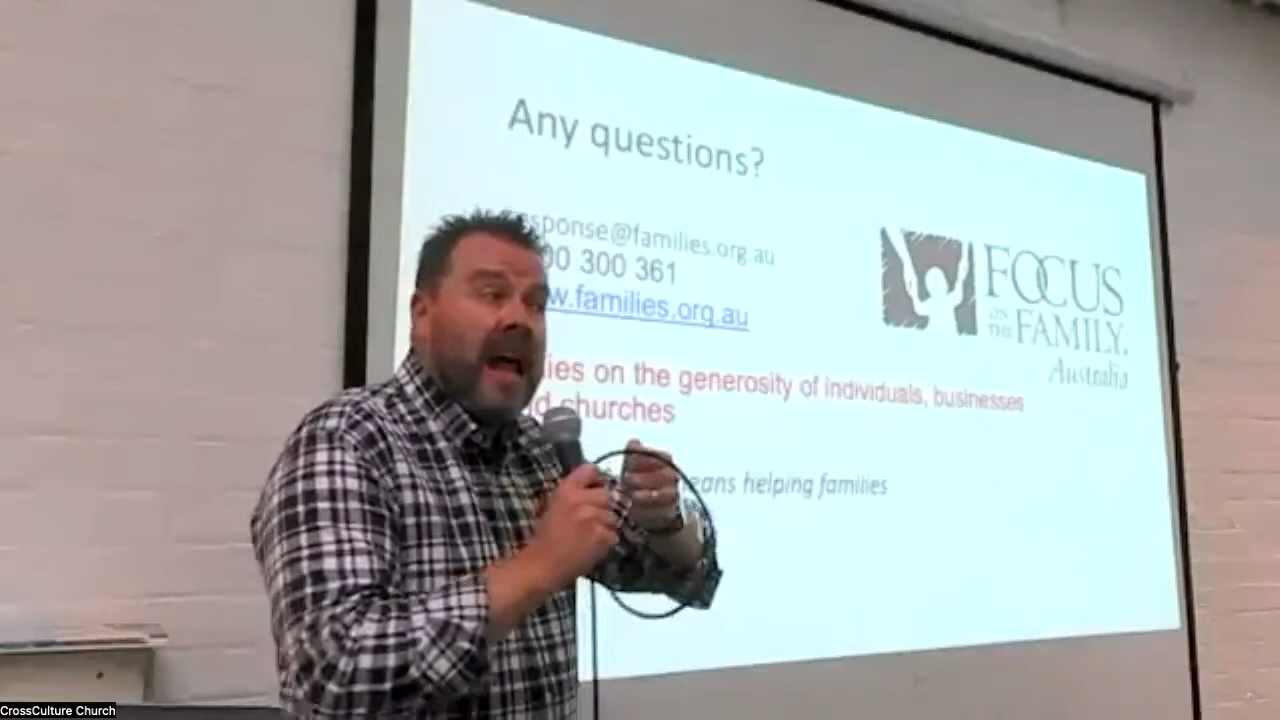 Any questions?
sponse@families.org.au
00 300 361
w.families.org.au
ies on the generosity of individuals, businesses
d churches
eans helping families
FOCUS
ON
THE
FAMILY.
Australia
CrossCulture Church